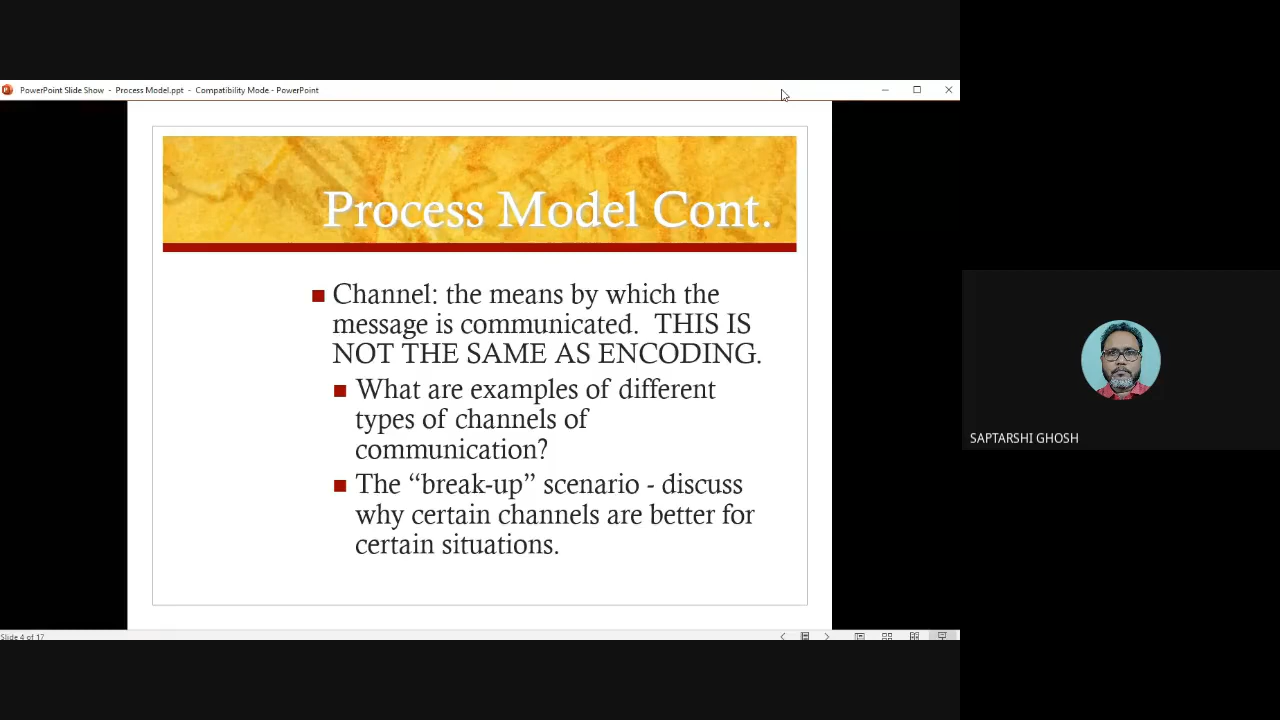 PowerPoint Slide Show - Process Model.ppt - Compatibility Mode - PowerPoint
Process Model Cont.
Channel: the means by which the
message is communicated. THIS IS
NOT THE SAME AS ENCODING.
What are examples of different
types of channels of
communication?
The “break-up” scenario - discuss
why certain channels are better for
certain situations.
SAPTARSHI GHOSH
Slide 4 of 17